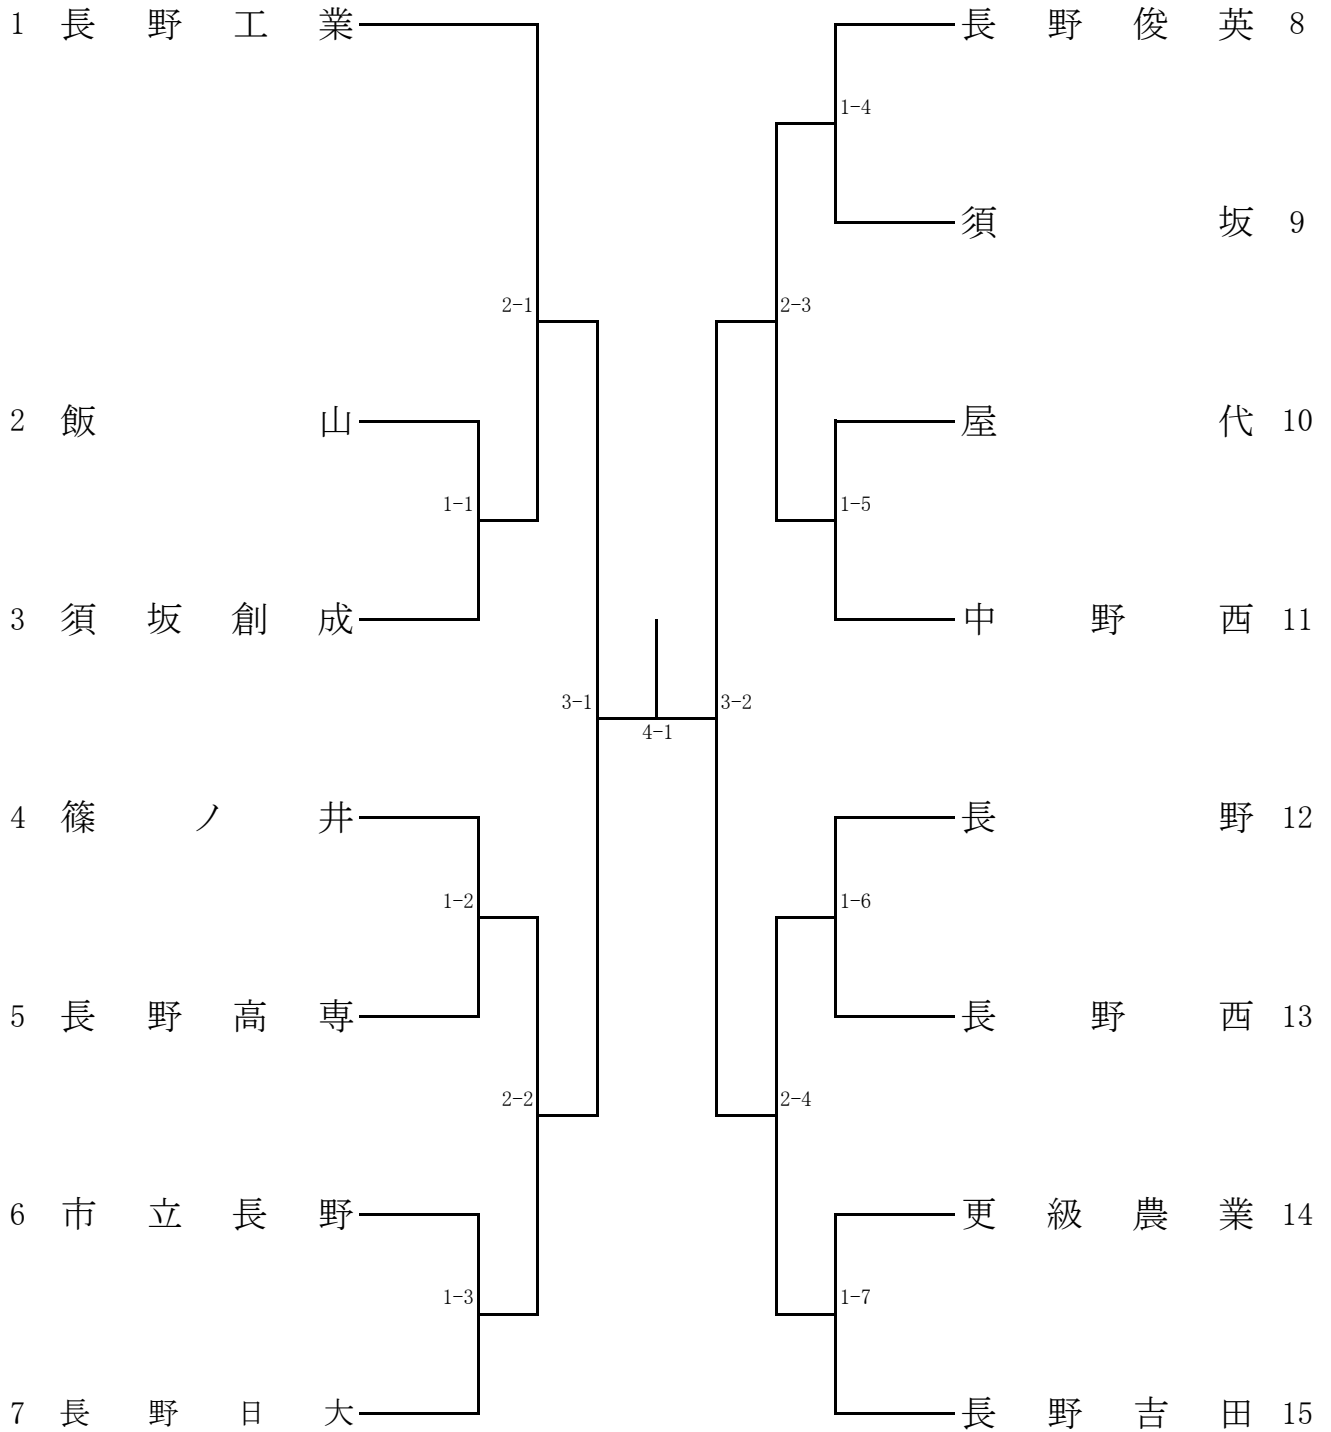 1 長野工業
長野俊英 8
1-4
須坂 9
2-1
2-3
2 飯山
屋代 10
1-1
1-5
3 須坂創成
中野西 11
3-1
3-2
4-1
4 篠ノ井
長野 12
1-2
1-6
5 長野高専
長野西 13
2-2
2-4
6 市立長野
更級農業 14
1-3
1-7
7 長野日大
長野吉田 15